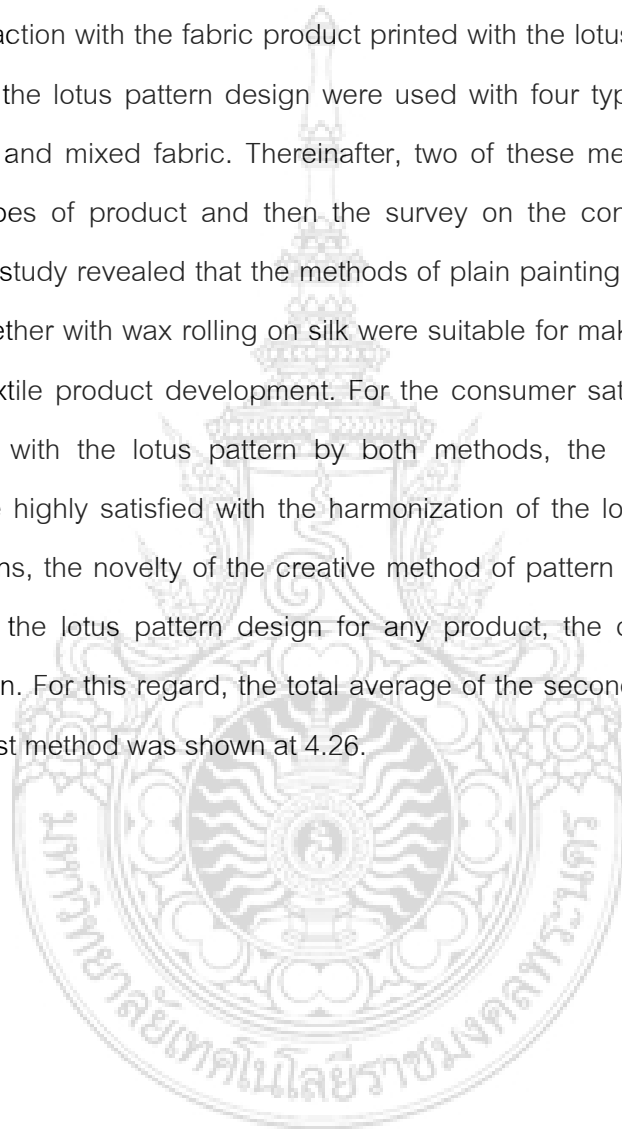 action with the fabric product printed with the lotus
the lotus pattern design were used with four typ
and mixed fabric. Thereinafter, two of these me
pes of product and then the survey on the con
study revealed that the methods of plain painting
ether with wax rolling on silk were suitable for mak
xtile product development. For the consumer sat
with the lotus pattern by both methods, the
e highly satisfied with the harmonization of the lo
ns, the novelty of the creative method of pattern
the lotus pattern design for any product, the c
n. For this regard, the total average of the second
st method was shown at 4.26.
มหาวิทยาลัยเทคโนโลยีราชมงคลพระนคร